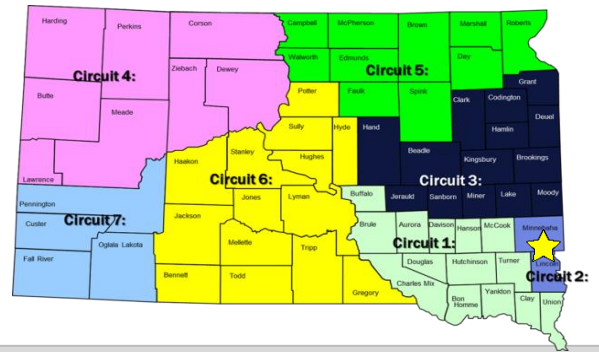 Harding
Perkins
Corson
Campbell
McPherson
Brown
Marshall
Roberts
Walworth
Edmunds
Day
Circuit 4:
Ziebach
Dewey
Circuit 5:
Grant
Butte
Meade
Potter
Faulk
Spink
Clark
Codington
Deuel
Hamlin
Sully
Hyde
Hand
Beadle
Kingsbury
Brookings
Lawrence
Haakon
Stanley
Hughes
Circuit 6:
Circuit 3:
Pennington
Jones
Lyman
Buffalo
Jerauld
Sanborn
Miner
Lake
Moody
Custer
Circuit 7:
Jackson
Brule
Aurora
Davison
Hanson
McCook
Minnehaha
Oglala Lakota
Mellette
Tripp
Circuit 1:
Fall River
Douglas
Hutchinson
Turner
Lincoln
Circuit 2:
Bennett
Todd
Gregory
Charles Mix
Bon
Homme
Yankton
Clay
Union